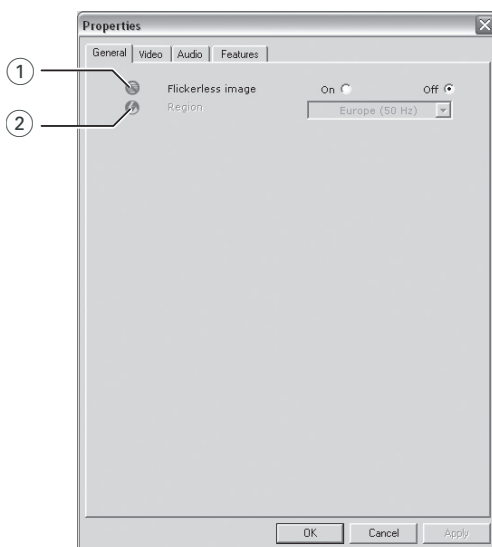 Properties
General Video Audio Features
1 Flickerless image On Off
2 Region Europe (50 Hz)
OK Cancel Apply